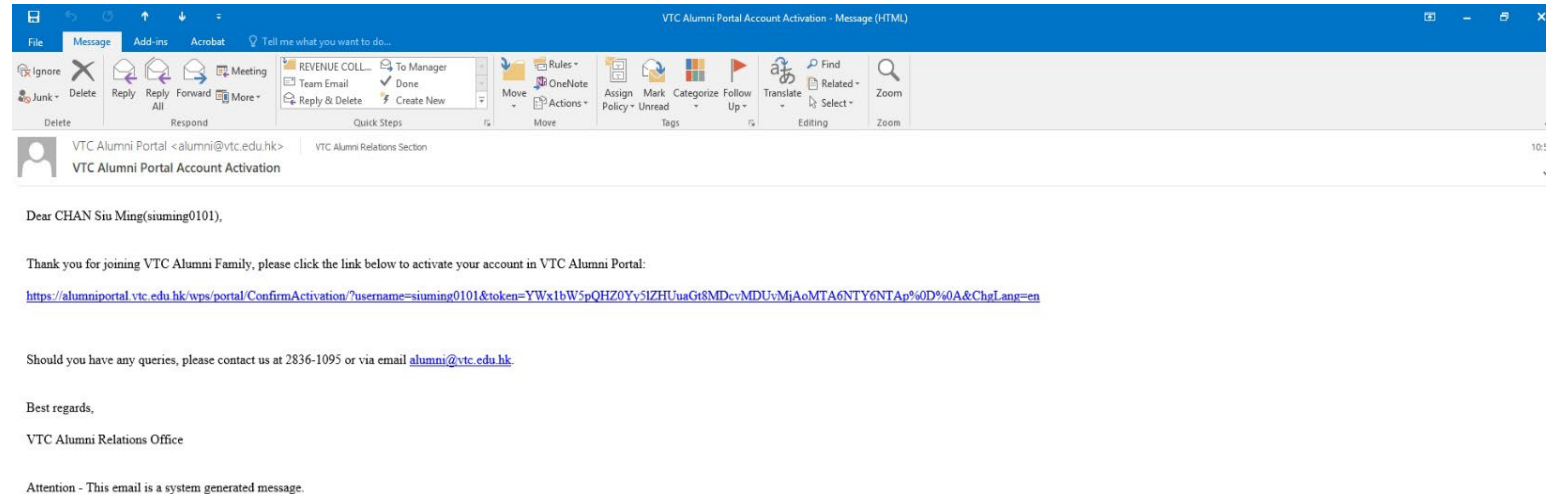 VTC Alumni Portal Account Activation - Message (HTML)
File Message Add-ins Acrobat Tell me what you want to do...
Ignore
Junk
Delete
Reply
Reply All
Forward
Meeting
More
REVENUE COLL...
Team Email
Reply & Delete
To Manager
Done
Create New
Move
Rules
OneNote
Actions
Assign Policy
Mark Unread
Categorize
Follow Up
Translate
Find
Related
Select
Zoom
Delete Respond Quick Steps Move Tags Editing Zoom
VTC Alumni Portal <alumni@vtc.edu.hk> VTC Alumni Relations Section
VTC Alumni Portal Account Activation
Dear CHAN Siu Ming(siuming0101),
Thank you for joining VTC Alumni Family, please click the link below to activate your account in VTC Alumni Portal:
https://alumniportal.vtc.edu.hk/wps/portal/ConfirmActivation/?username=siuming0101&token=YWx1bW5pQHZ0Yy5lZHUuaGt8MDcvMDUvMjAoMTA6NTY6NTAp%0D%0A&ChgLang=en
Should you have any queries, please contact us at 2836-1095 or via email alumni@vtc.edu.hk.
Best regards,
VTC Alumni Relations Office
Attention - This email is a system generated message.